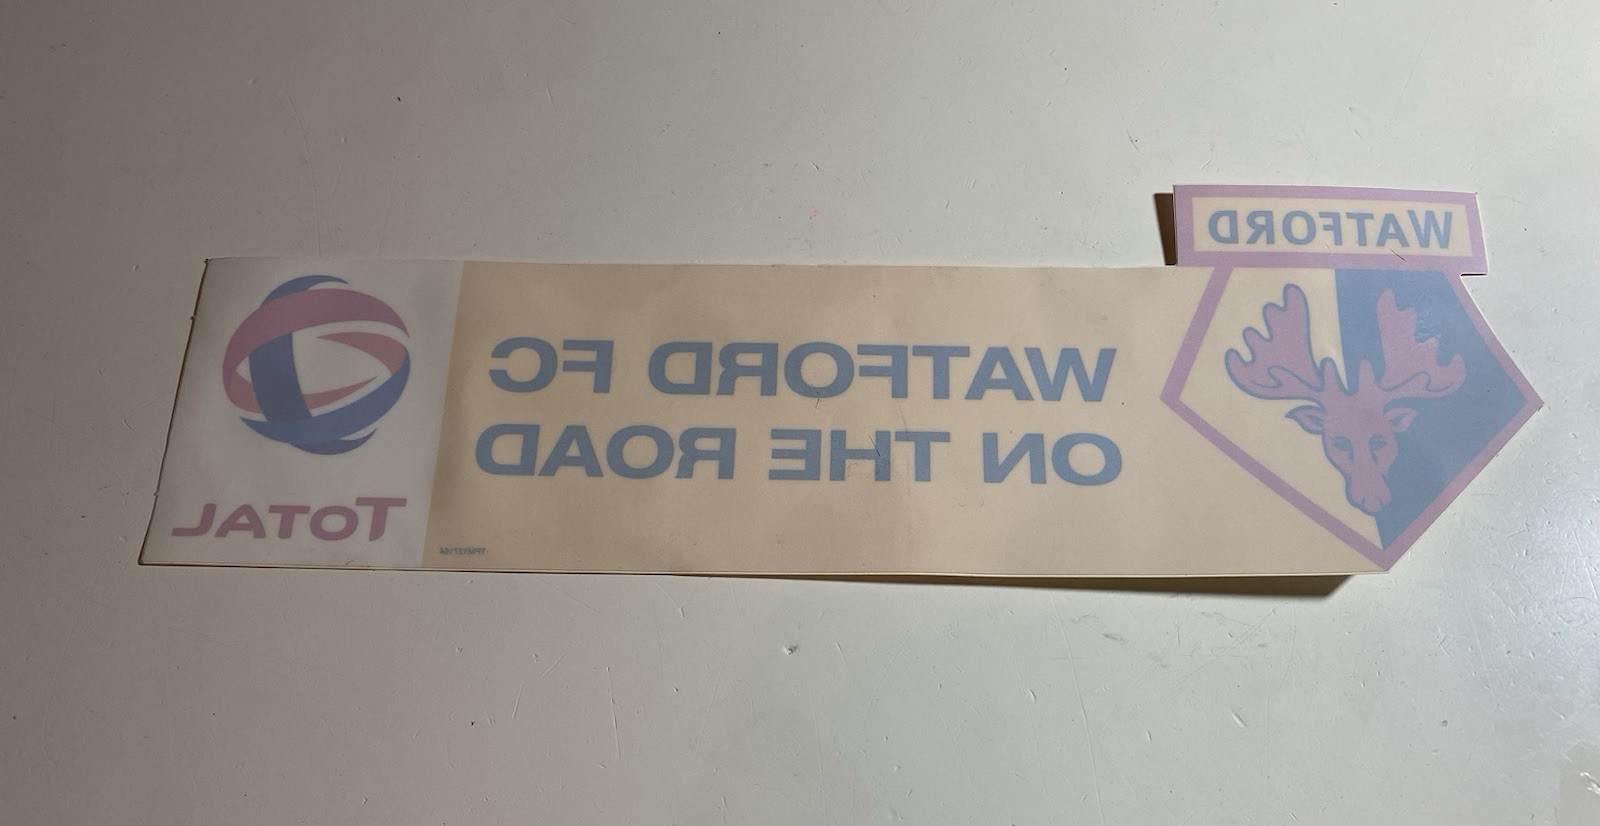 WATFORD
WATFORD FC
ON THE ROAD
TOTAL